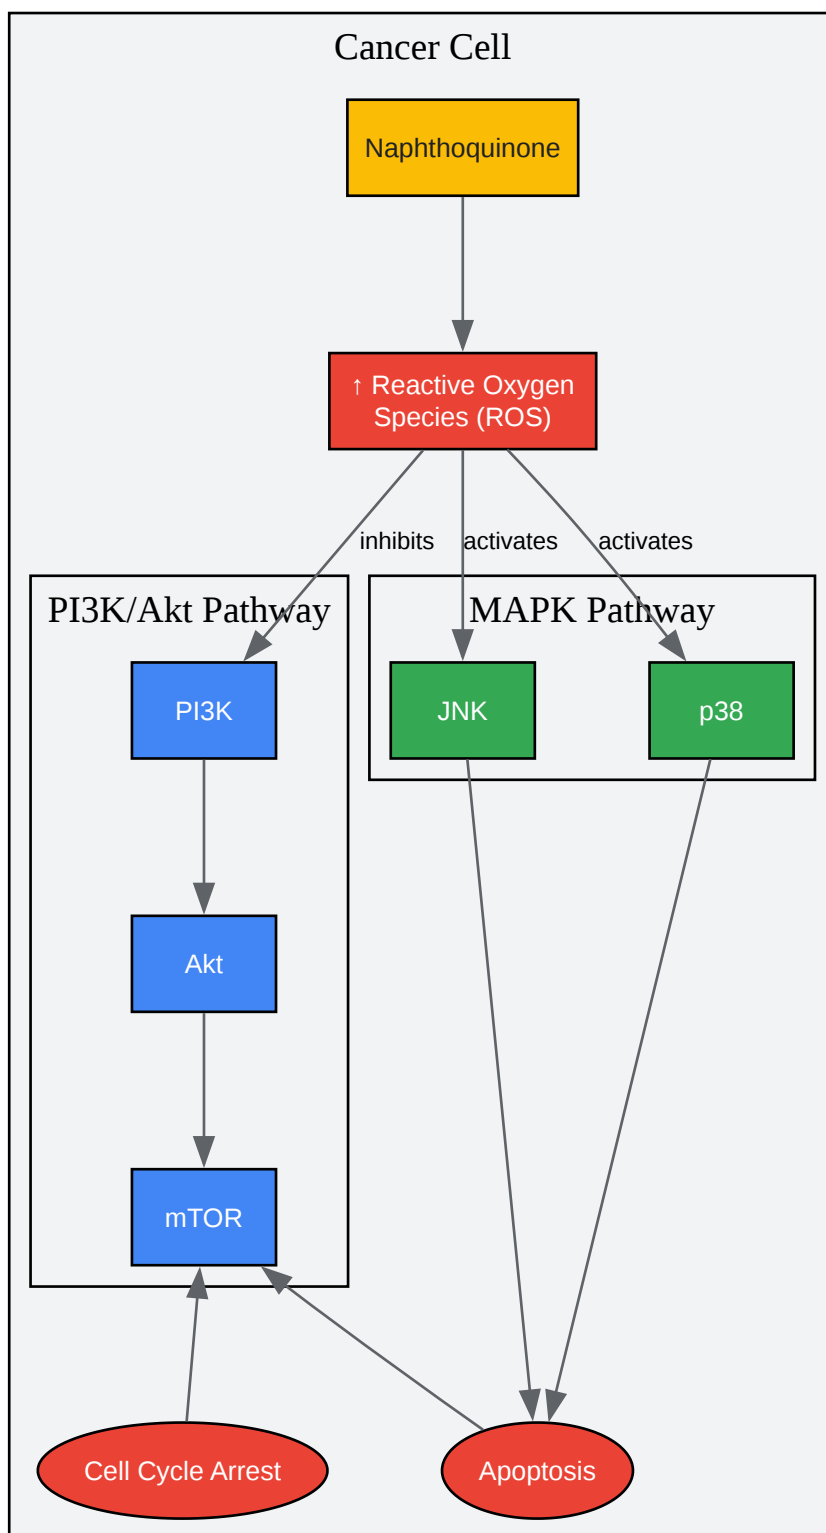 Cancer Cell
Naphthoquinone
↑ Reactive Oxygen
Species (ROS)
inhibits
activates
activates
PI3K/Akt Pathway
MAPK Pathway
PI3K
JNK
p38
Akt
mTOR
Cell Cycle Arrest
Apoptosis